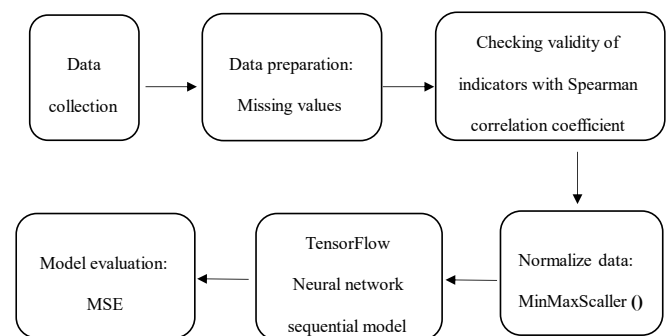 Data
collection
Data preparation:
Missing values
Checking validity of
indicators with Spearman
correlation coefficient
Normalize data:
MinMaxScaller ()
TensorFlow
Neural network
sequential model
Model evaluation:
MSE